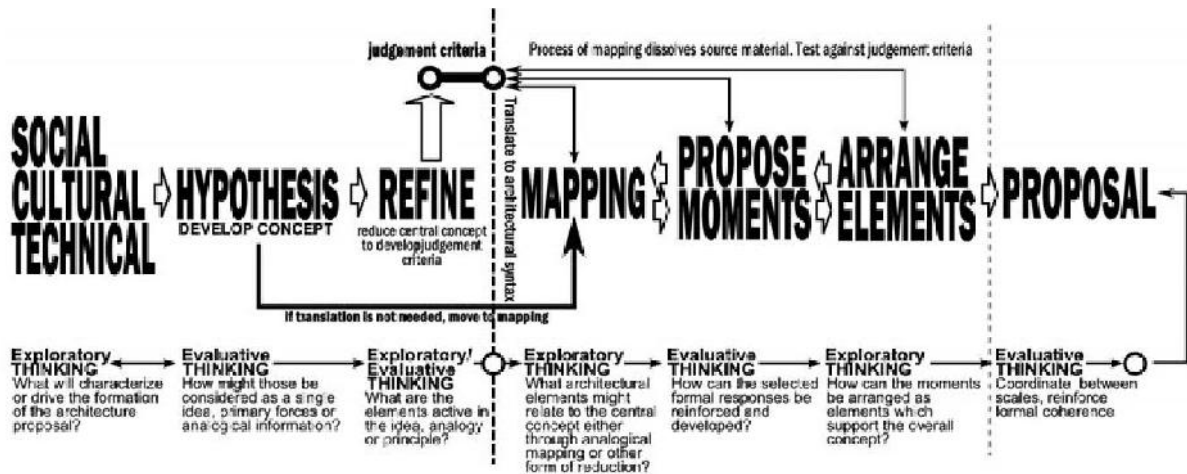 judgement criteria
Process of mapping dissolves source material. Test against judgement criteria
Translate to architectural syntax
SOCIAL
CULTURAL
TECHNICAL
HYPOTHESIS
DEVELOP CONCEPT
REFINE
reduce central concept
to developjudgement
criteria
MAPPING
PROPOSE
MOMENTS
ARRANGE
ELEMENTS
PROPOSAL
If translation is not needed, move to mapping
Exploratory
THINKING
What will characterize
or drive the formation
of the architecture
proposal?
Evaluative
THINKING
How might those be
considered as a single
idea, primary forces or
analogical information?
Exploratory/
Evaluative
THINKING
What are the
elements active in
the idea, analogy
or principle?
Exploratory
THINKING
What architectural
elements might
relate to the central
concept either
through analogical
mapping or other
form of reduction?
Evaluative
THINKING
How can the selected
formal responses be
reinforced and
developed?
Exploratory
THINKING
How can the moments
be arranged as
elements which
support the overall
concept?
Evaluative
THINKING
Coordinate between
scales, reinforce
formal coherence